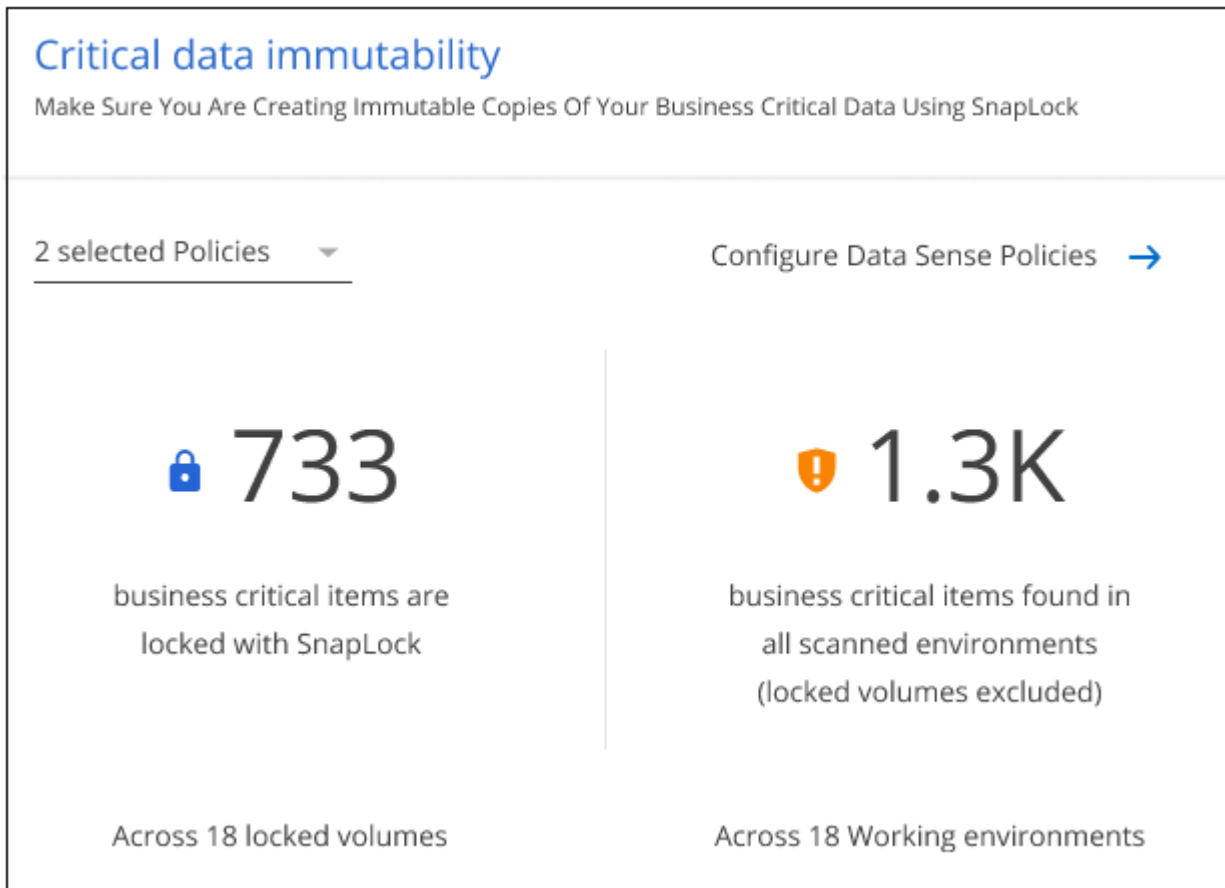 Critical data immutability
Make Sure You Are Creating Immutable Copies Of Your Business Critical Data Using SnapLock
2 selected Policies
Configure Data Sense Policies
733
business critical items are
locked with SnapLock
Across 18 locked volumes
1.3K
business critical items found in
all scanned environments
(locked volumes excluded)
Across 18 Working environments